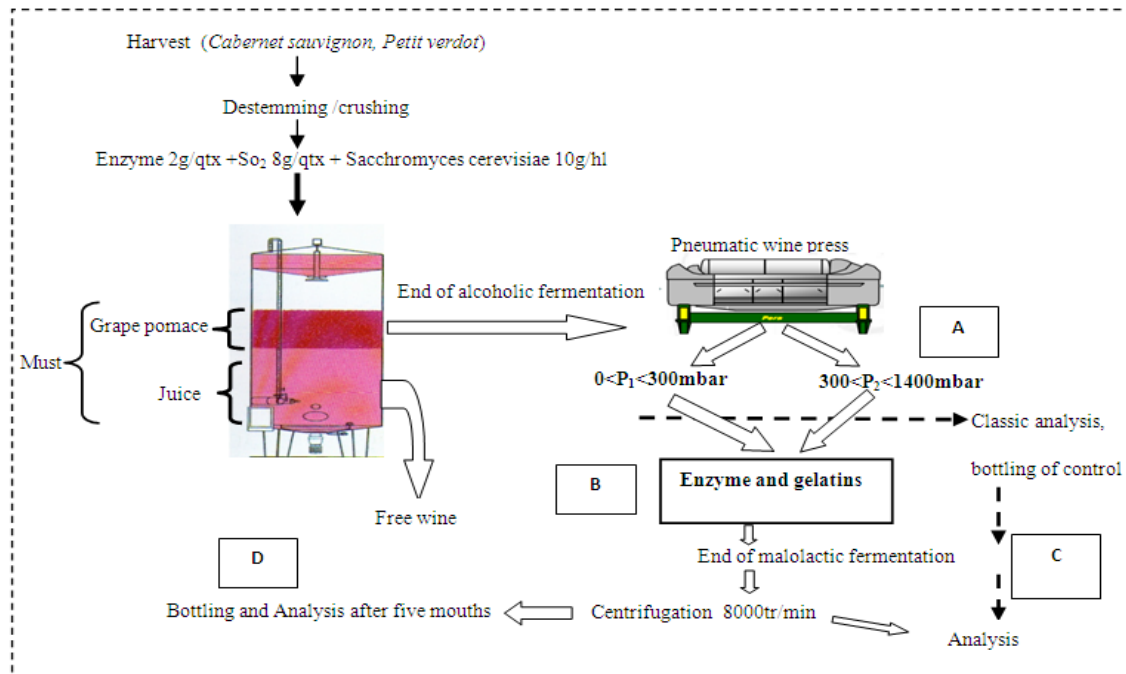 Harvest (Cabernet sauvignon, Petit verdot)
Destemming /crushing
Enzyme 2g/qtx +So₂ 8g/qtx + Sacchromyces cerevisiae 10g/hl
Pneumatic wine press
End of alcoholic fermentation
Grape pomace
Must
Juice
Pera
A
0<P₁<300mbar
300<P₂<1400mbar
Classic analysis,
bottling of control
B
Enzyme and gelatins
Free wine
D
End of malolactic fermentation
C
Bottling and Analysis after five mouths
Centrifugation 8000tr/min
Analysis